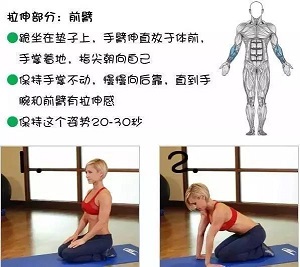 拉伸部分：前臂
跪坐在垫子上，手臂伸直放于体前，
手掌着地，指尖朝向自己
保持手掌不动，慢慢向后靠，直到手
腕和前臂有拉伸感
保持这个姿势20-30秒
1.
2.